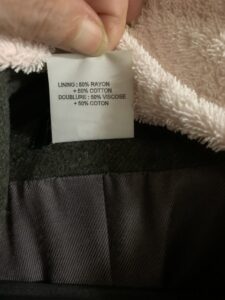 LINING : 50% RAYON
+ 50% COTTON
DOUBLURE : 50% VISCOSE
+ 50% COTON